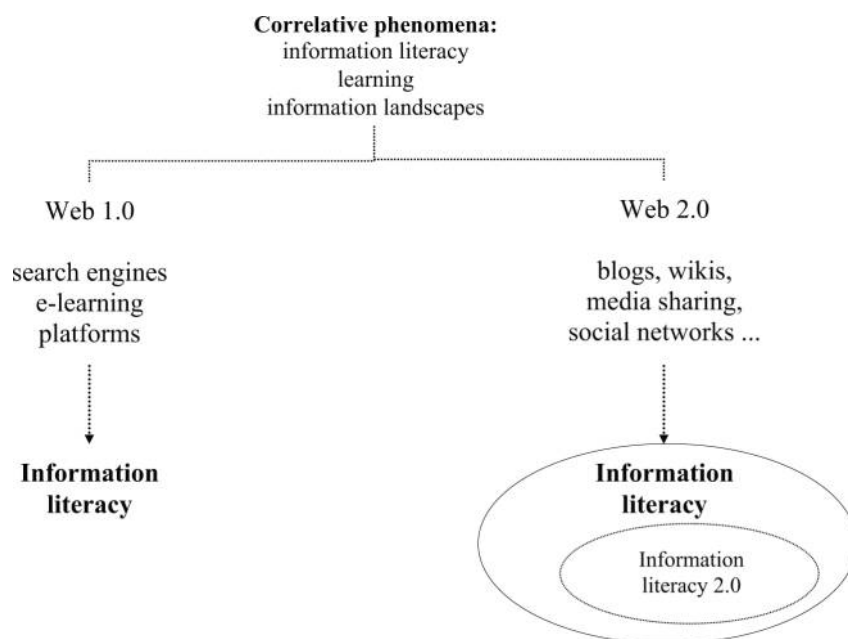 Correlative phenomena:
information literacy
learning
information landscapes
Web 1.0
search engines
e-learning
platforms
Information
literacy
Web 2.0
blogs, wikis,
media sharing,
social networks ...
Information
literacy
Information
literacy 2.0